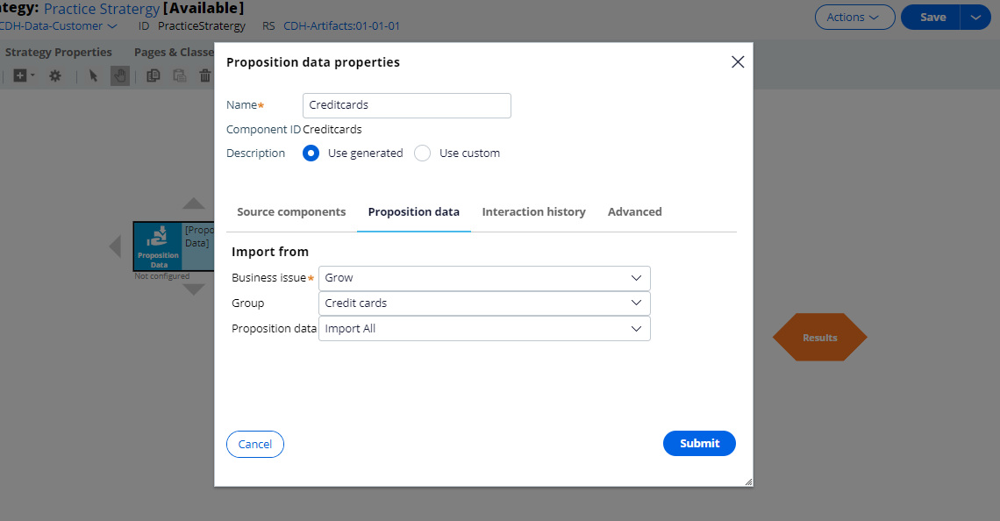 ategy: Practice Stratergy [Available]
CDH-Data-Customer ID PracticeStratergy RS CDH-Artifacts:01-01-01
Actions Save
Strategy Properties Pages & Classe
Proposition data properties
Name* Creditcards
Component ID Creditcards
Description Use generated Use custom
Source components Proposition data Interaction history Advanced
[Propo
Data]
Proposition
Data
Not configured
Import from
Business issue* Grow
Group Credit cards
Proposition data Import All
Results
Cancel Submit